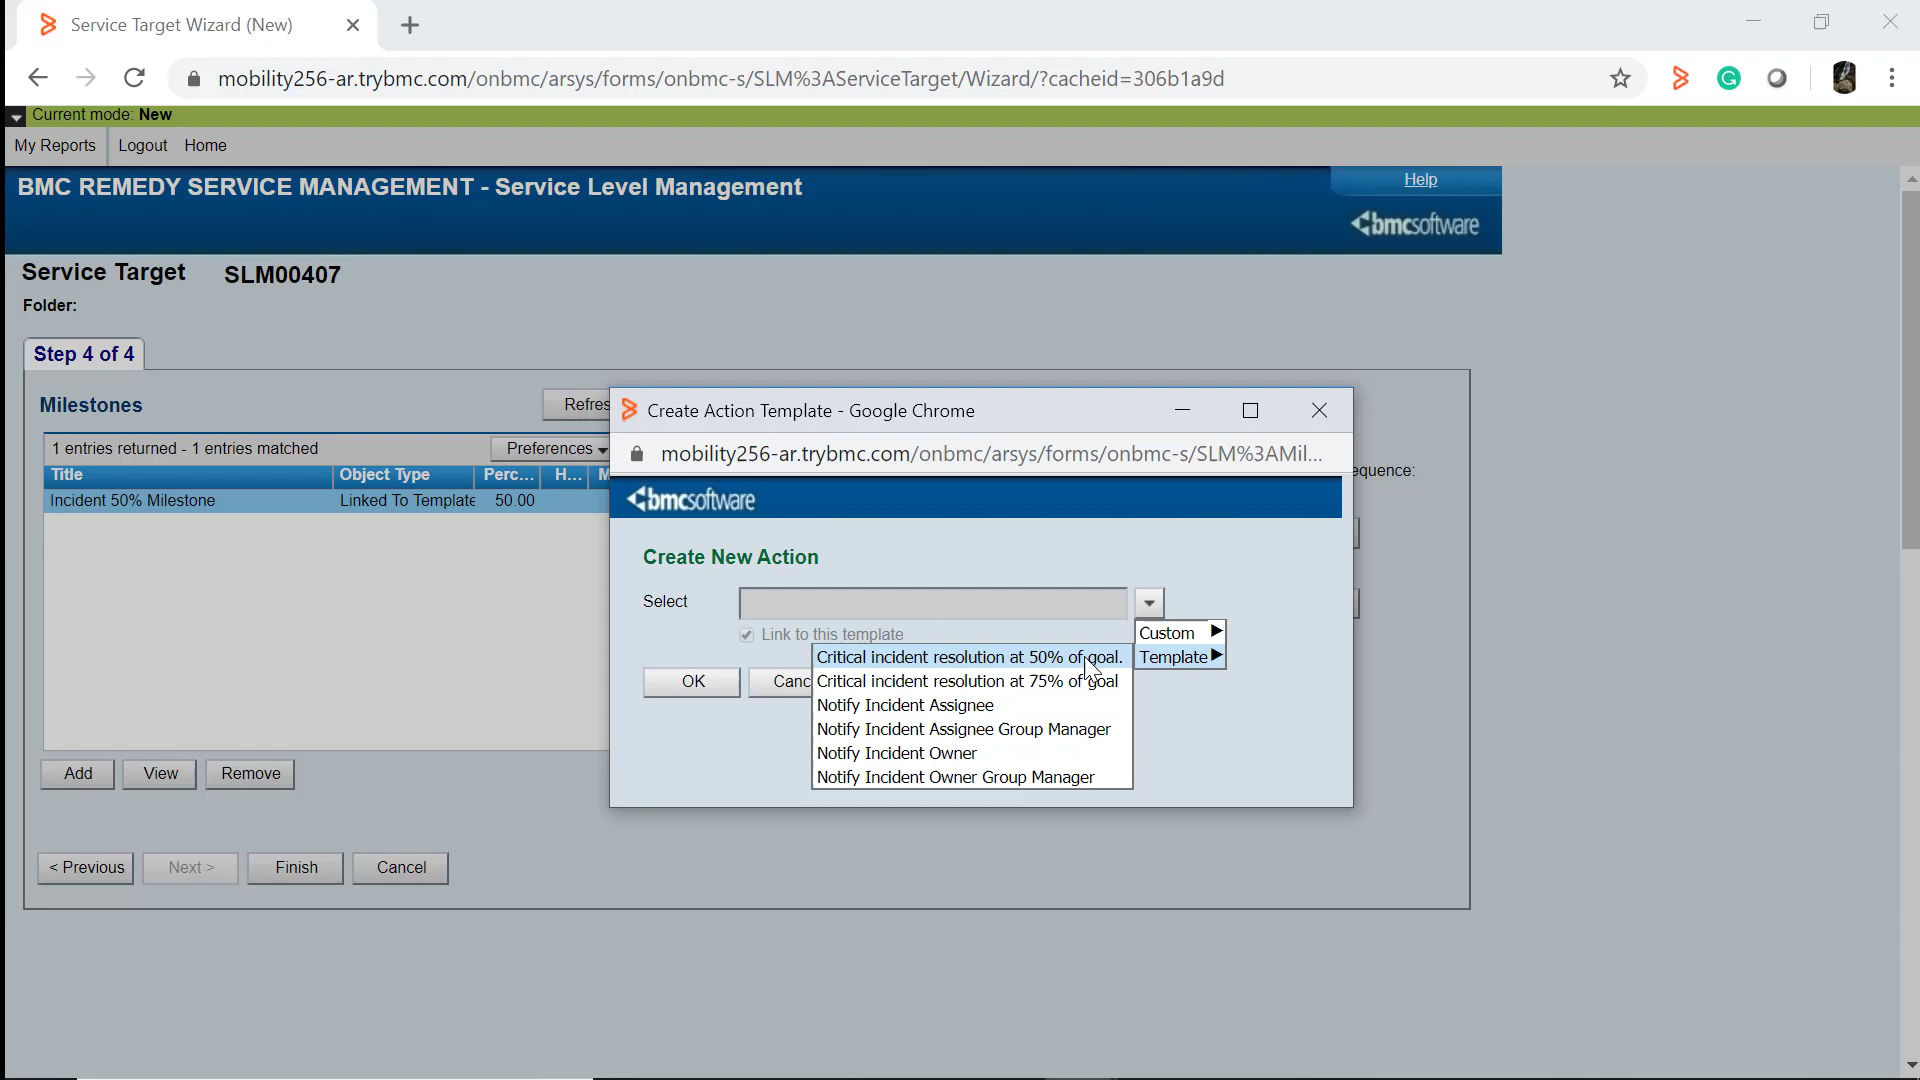 Service Target Wizard (New)
mobility256-ar.trybmc.com/onbmc/arsys/forms/onbmc-s/SLM%3AServiceTarget/Wizard/?cacheid=306b1a9d
Current mode: New
My Reports Logout Home
BMC REMEDY SERVICE MANAGEMENT - Service Level Management
Help
bmcsoftware
Service Target SLM00407
Folder:
Step 4 of 4
Milestones
Refres
1 entries returned - 1 entries matched Preferences
Title Object Type Perc... H... M
Incident 50% Milestone Linked To Template 50.00
equence:
Add View Remove
< Previous Next > Finish Cancel
Create Action Template - Google Chrome
mobility256-ar.trybmc.com/onbmc/arsys/forms/onbmc-s/SLM%3AMil...
bmcsoftware
Create New Action
Select
Link to this template
OK Canc
Custom
Template
Critical incident resolution at 50% of goal.
Critical incident resolution at 75% of goal
Notify Incident Assignee
Notify Incident Assignee Group Manager
Notify Incident Owner
Notify Incident Owner Group Manager